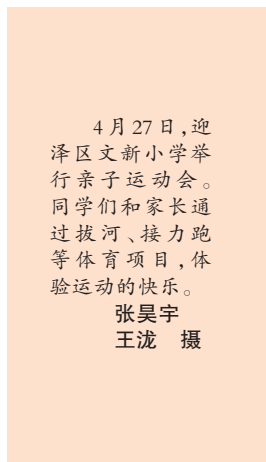 4月27日，迎
泽区文新小学举
行亲子运动会。
同学们和家长通
过拔河、接力跑
等体育项目，体
验运动的快乐。
张昊宇
王泷　摄